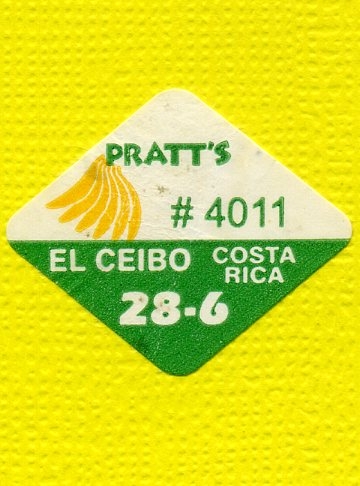 PRATT'S
# 4011
EL CEIBO COSTA RICA
28-6